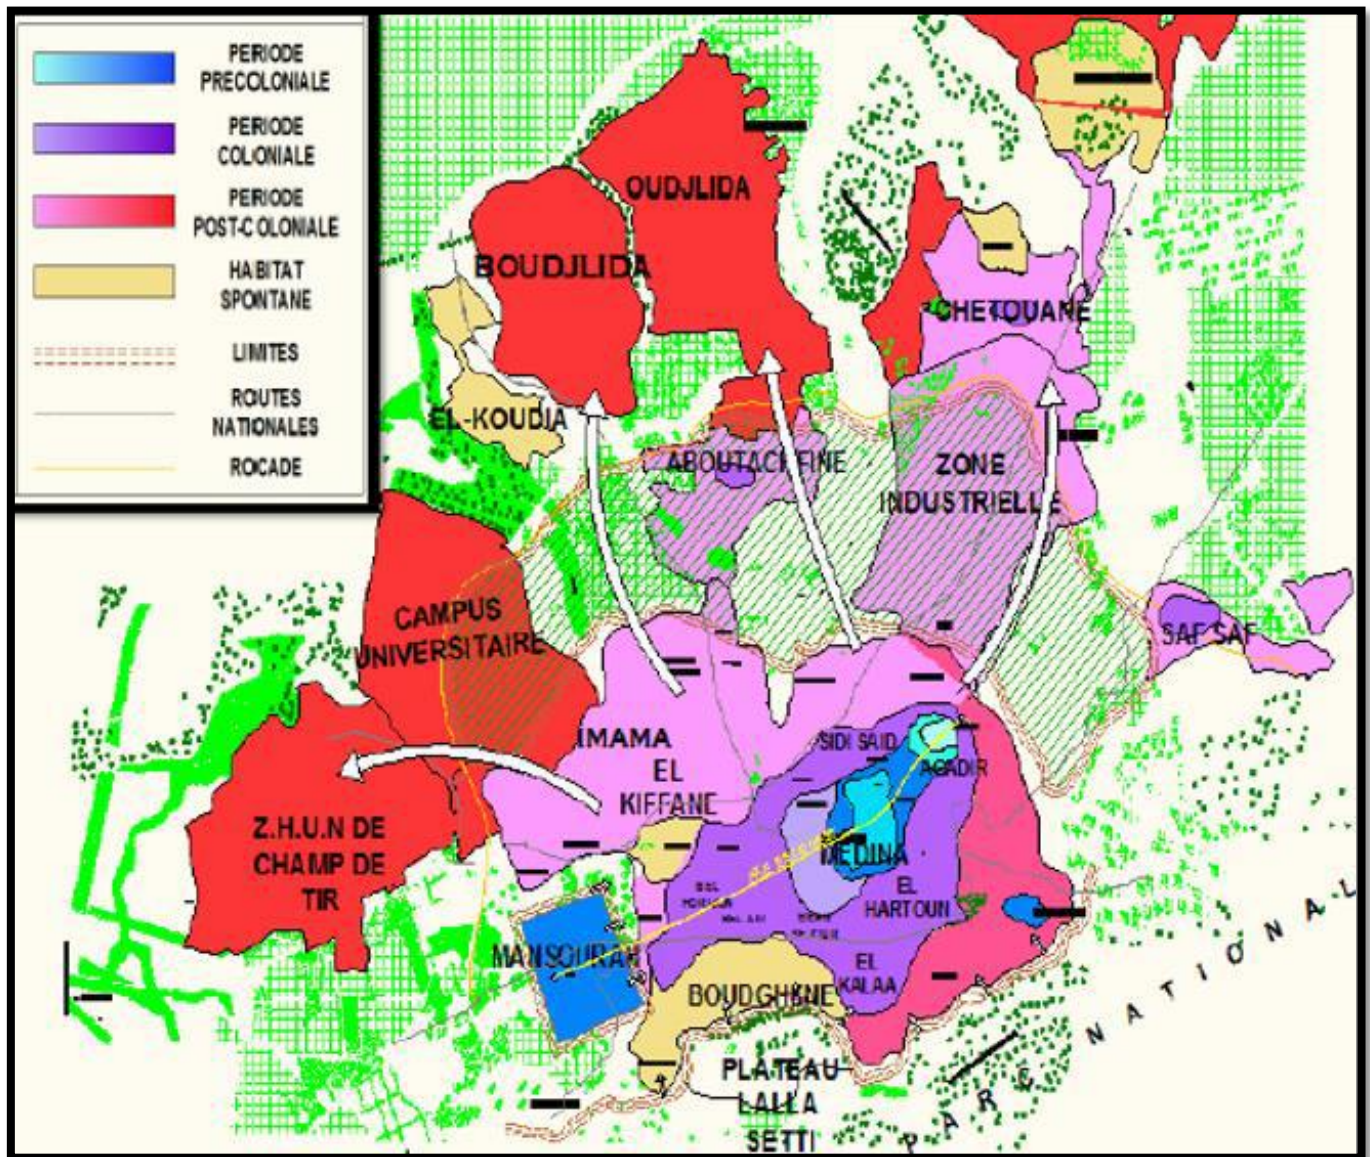 PERIODE
PRECOLONIALE
PERIODE
COLONIALE
PERIODE
POST-COLONIALE
HABITAT
SPONTANE
LIMITES
ROUTES
NATIONALES
ROCADE
OUDJLIDA
BOUDJLIDA
CHETOUANE
EL-KOUDIA
ABOUTACHFINE
ZONE
INDUSTRIELLE
CAMPUS
UNIVERSITAIRE
SAF SAF
IMAMA
EL
KIFFANE
SIDI SAID
AGADIR
Z.H.U.N DE
CHAMP DE
TIR
MEDINA
EL
HARTOUN
MANSOURAH
EL
KALAA
BOUDGHENE
PLATEAU
LALLA
SETTI
PARC NATIONAL